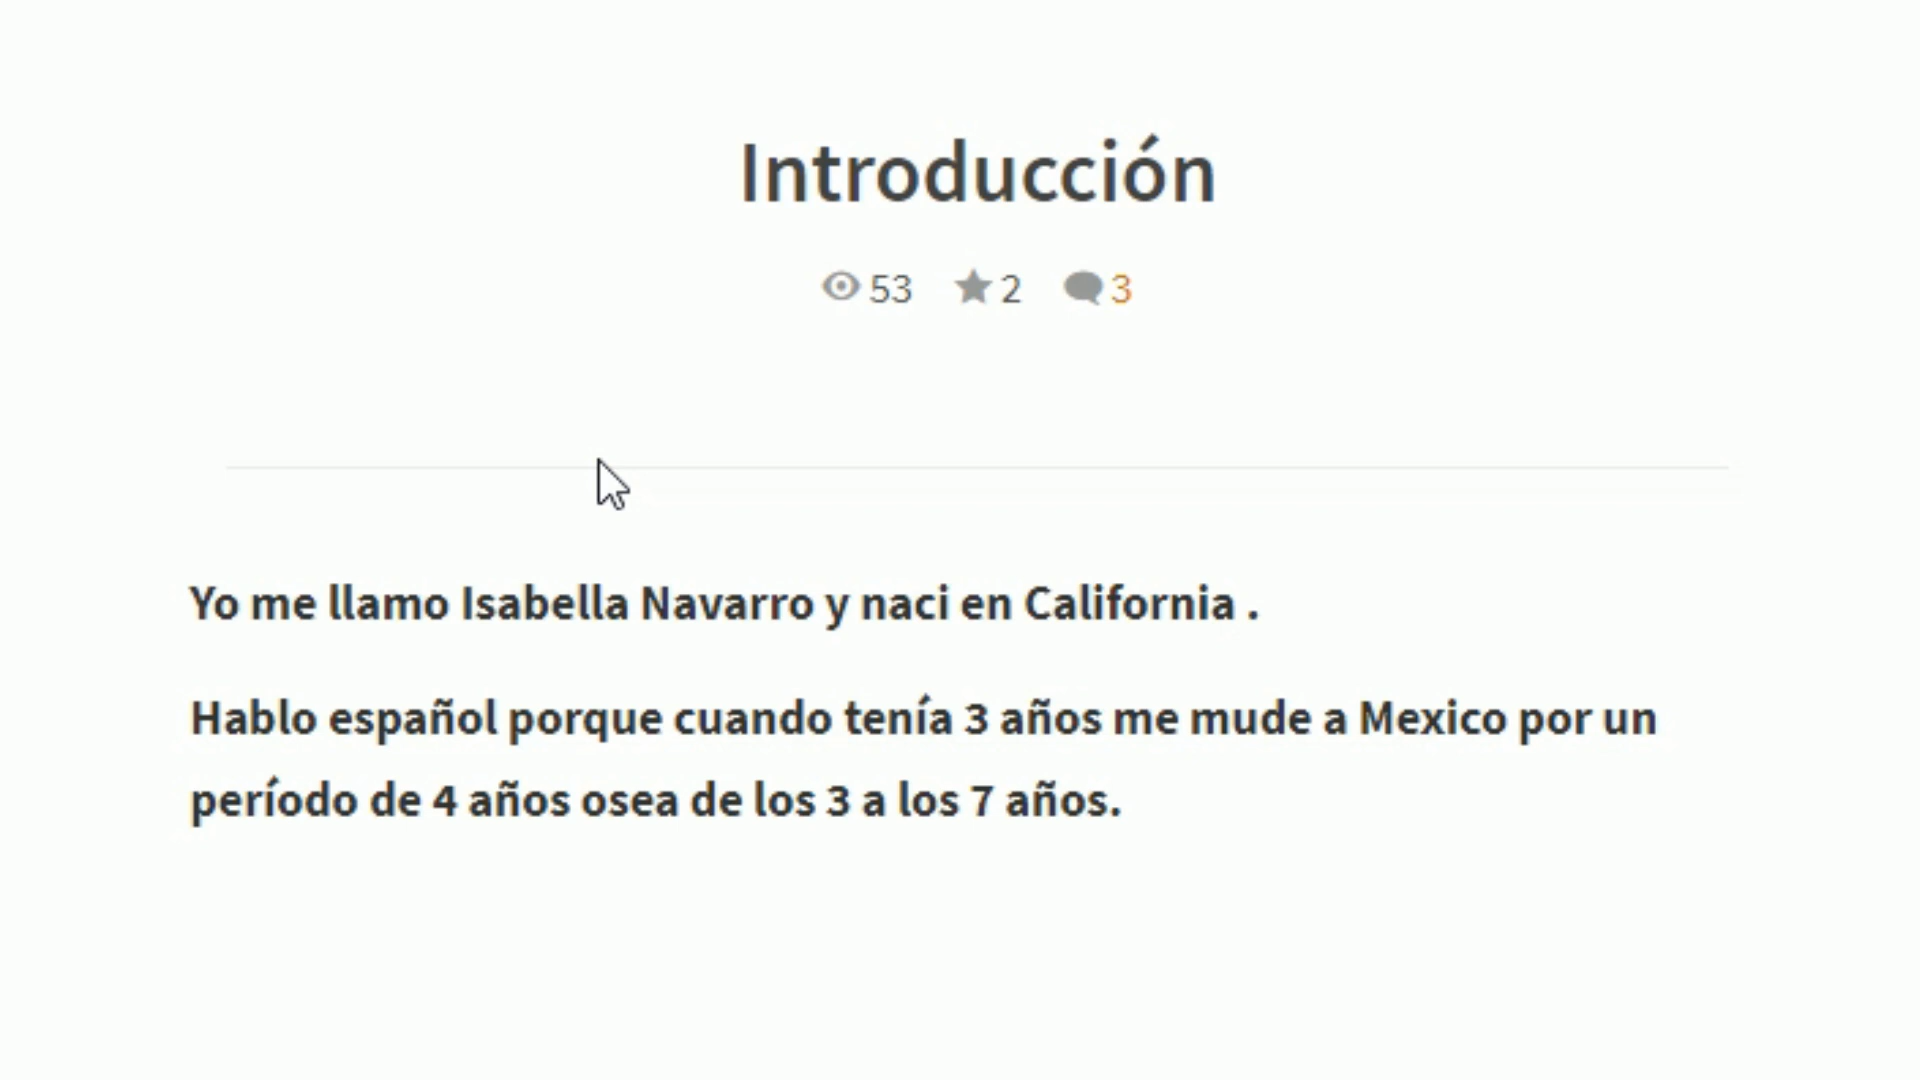 Introducción
53 2 3
Yo me llamo Isabella Navarro y naci en California .
Hablo español porque cuando tenía 3 años me mude a Mexico por un
período de 4 años osea de los 3 a los 7 años.